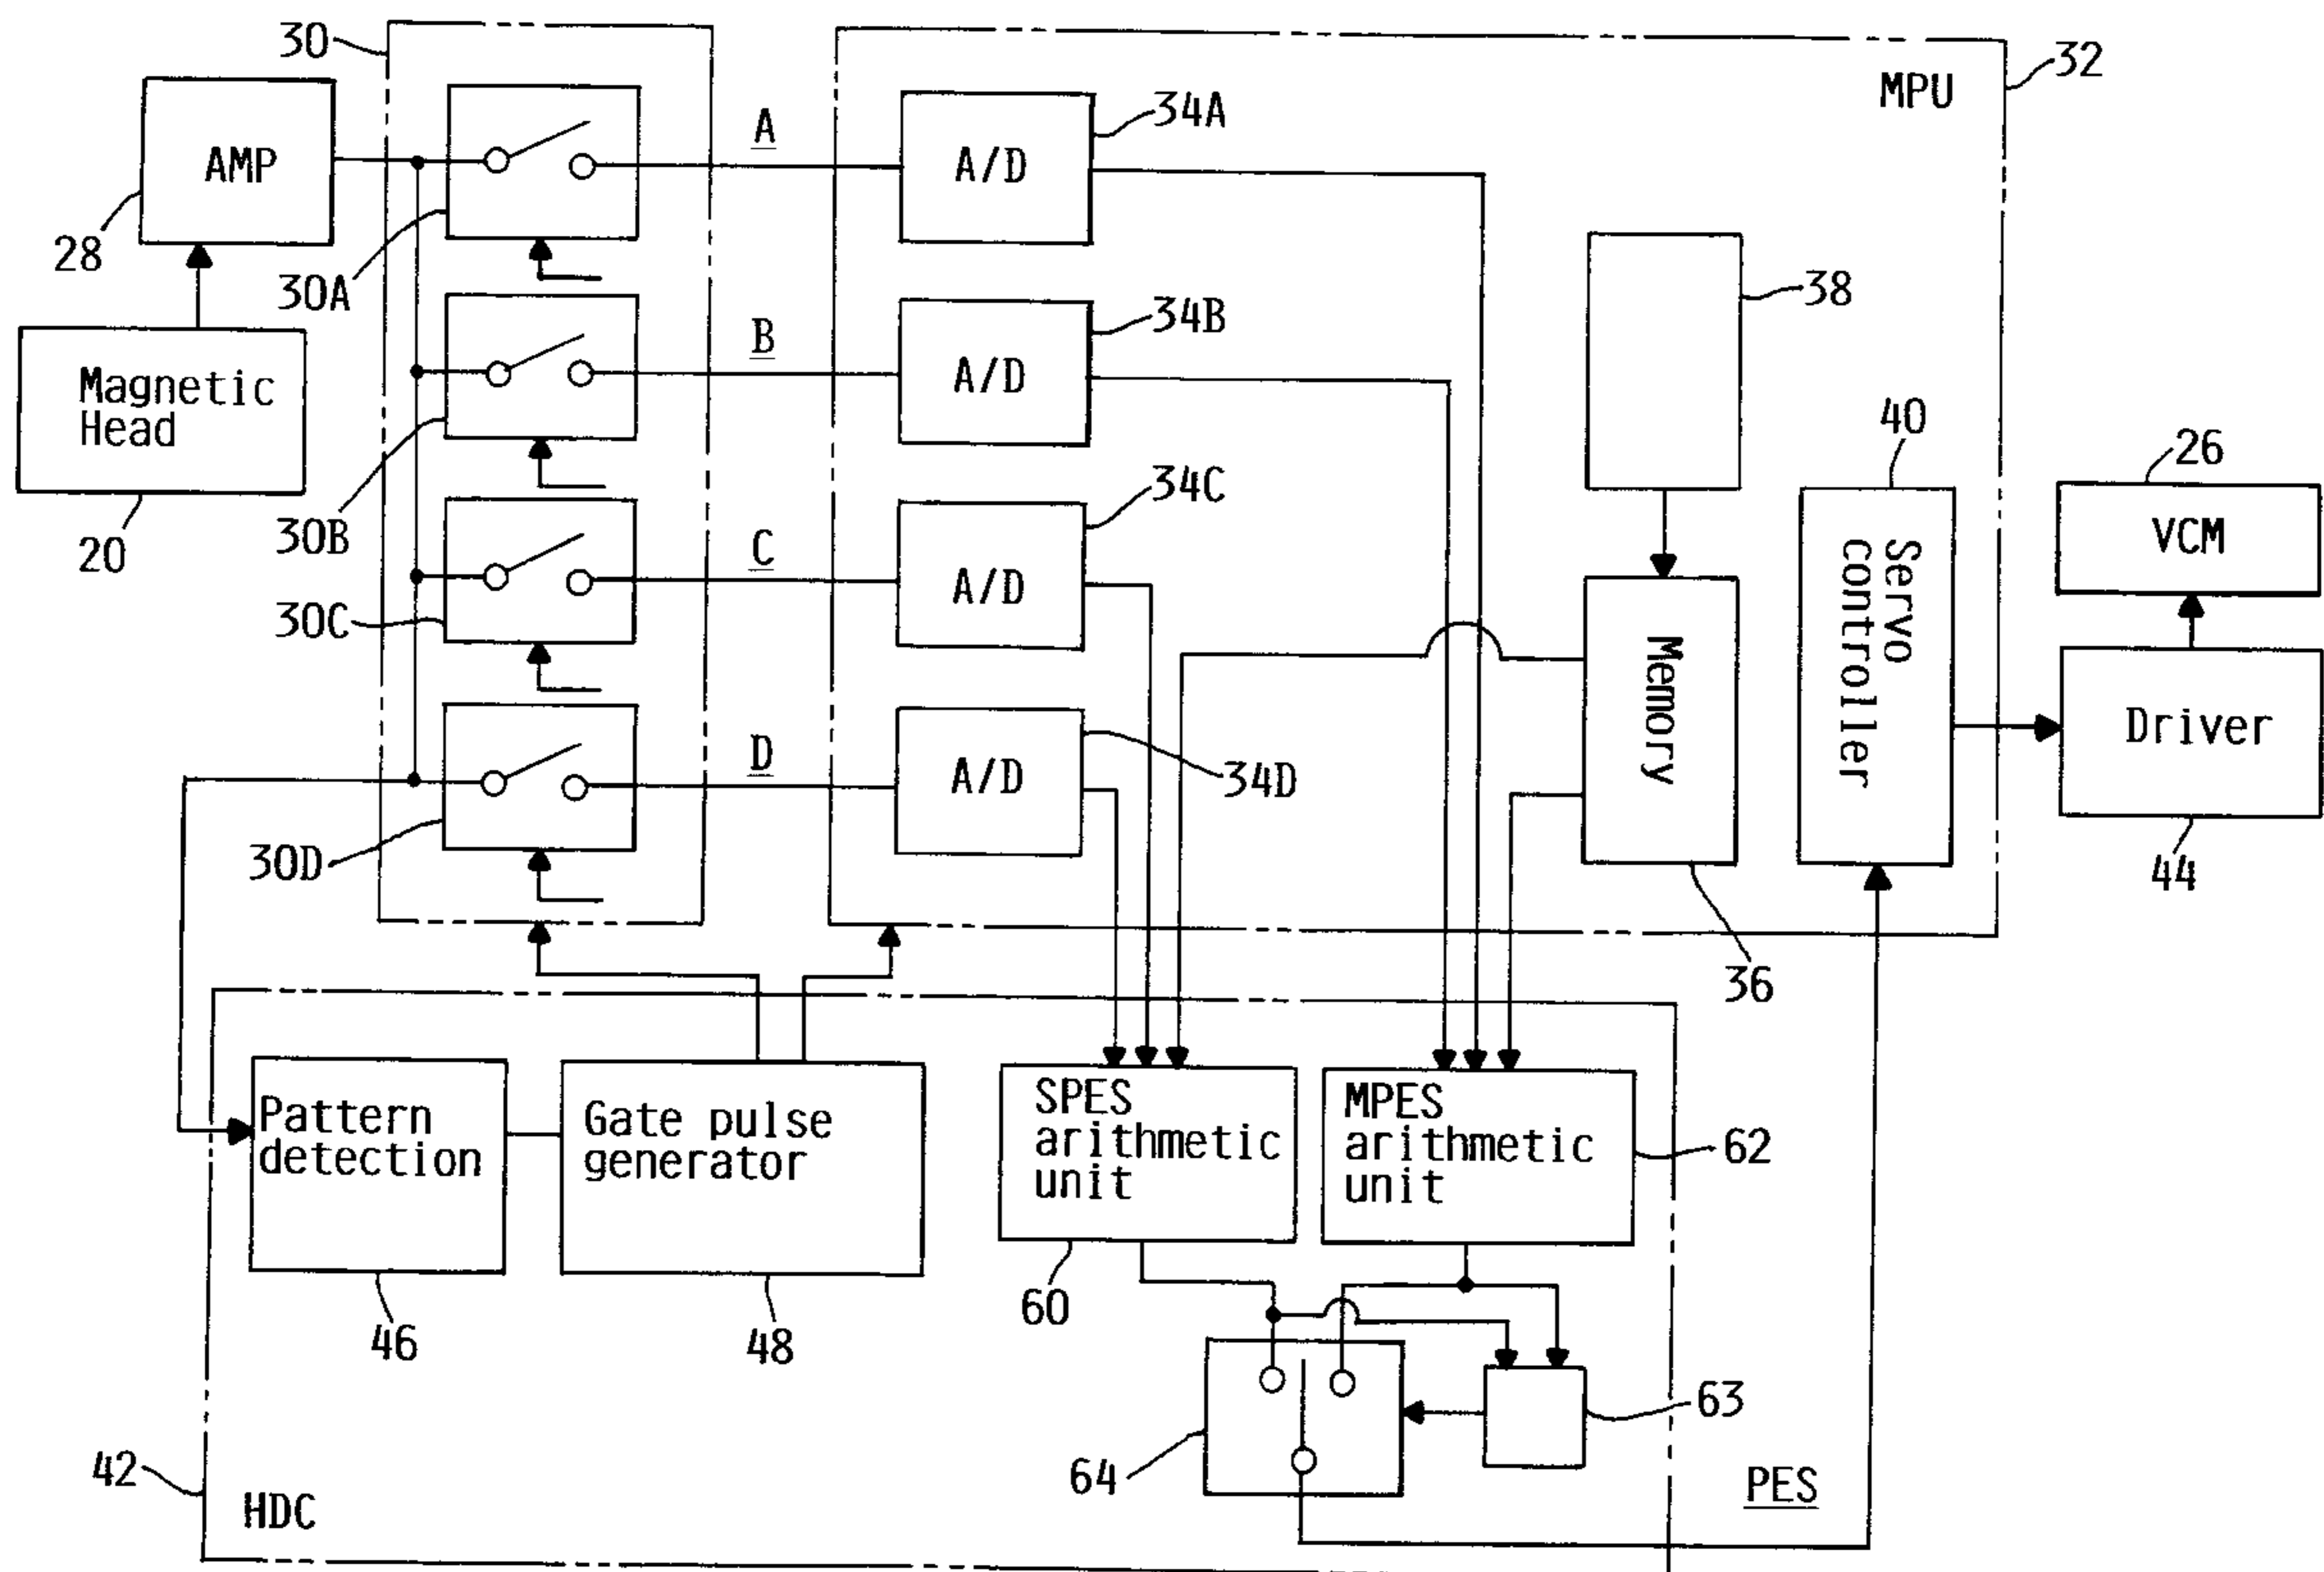 30
32
MPU
AMP
A
A/D
34A
28
30A
38
Magnetic
Head
B
A/D
34B
20
30B
40
26
VCM
C
A/D
34C
30C
Memory
Servo
controller
Driver
D
A/D
34D
30D
36
44
Pattern
detection
Gate pulse
generator
SPES
arithmetic
unit
MPES
arithmetic
unit
62
46
48
60
63
64
42
HDC
PES